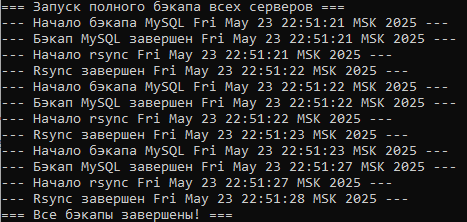 === Запуск полного бэкапа всех серверов ===
--- Начало бэкапа MySQL Fri May 23 22:51:21 MSK 2025 ---
--- Бэкап MySQL завершен Fri May 23 22:51:21 MSK 2025 ---
--- Начало rsync Fri May 23 22:51:21 MSK 2025 ---
--- Rsync завершен Fri May 23 22:51:22 MSK 2025 ---
--- Начало бэкапа MySQL Fri May 23 22:51:22 MSK 2025 ---
--- Бэкап MySQL завершен Fri May 23 22:51:22 MSK 2025 ---
--- Начало rsync Fri May 23 22:51:22 MSK 2025 ---
--- Rsync завершен Fri May 23 22:51:23 MSK 2025 ---
--- Начало бэкапа MySQL Fri May 23 22:51:23 MSK 2025 ---
--- Бэкап MySQL завершен Fri May 23 22:51:27 MSK 2025 ---
--- Начало rsync Fri May 23 22:51:27 MSK 2025 ---
--- Rsync завершен Fri May 23 22:51:28 MSK 2025 ---
=== Все бэкапы завершены! ===